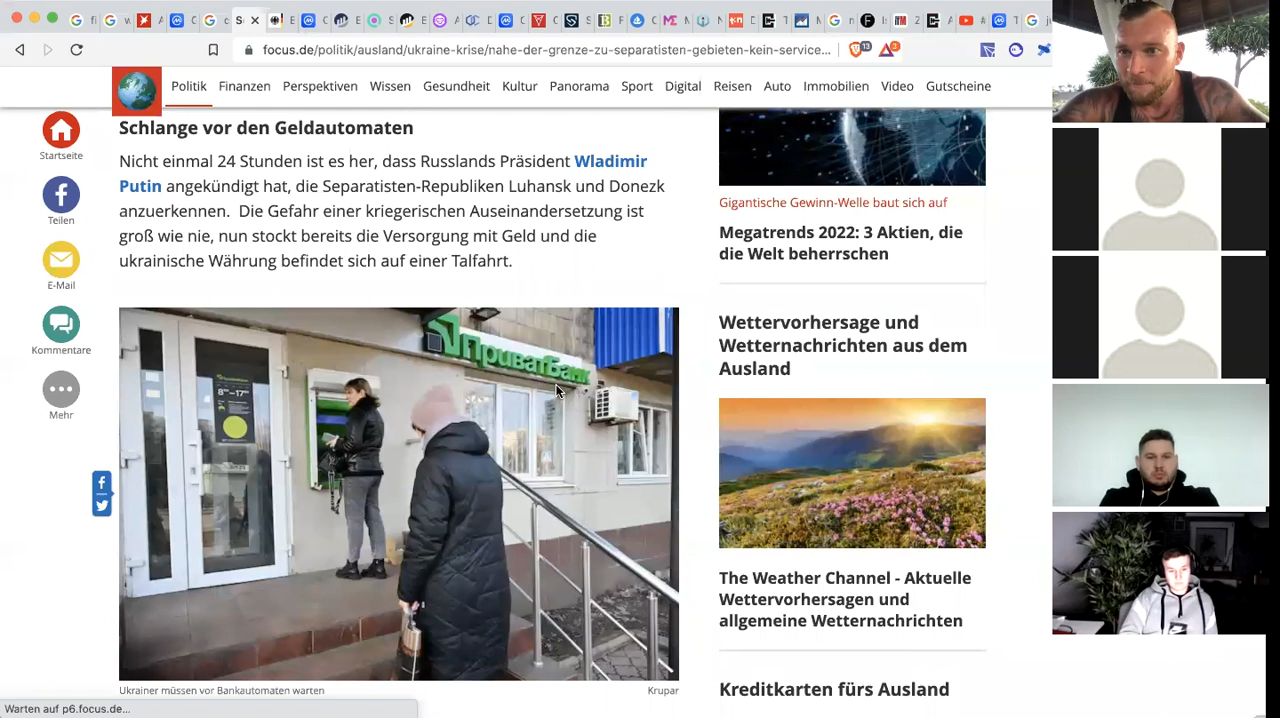 focus.de/politik/ausland/ukraine-krise/nahe-der-grenze-zu-separatisten-gebieten-kein-service...
13
3
Politik Finanzen Perspektiven Wissen Gesundheit Kultur Panorama Sport Digital Reisen Auto Immobilien Video Gutscheine
Startseite
Teilen
E-Mail
Kommentare
Mehr
Schlange vor den Geldautomaten
Nicht einmal 24 Stunden ist es her, dass Russlands Präsident Wladimir
Putin angekündigt hat, die Separatisten-Republiken Luhansk und Donezk
anzuerkennen. Die Gefahr einer kriegerischen Auseinandersetzung ist
groß wie nie, nun stockt bereits die Versorgung mit Geld und die
ukrainische Währung befindet sich auf einer Talfahrt.
ПриватБанк
8 17
Ukrainer müssen vor Bankautomaten warten
Krupar
Gigantische Gewinn-Welle baut sich auf
Megatrends 2022: 3 Aktien, die
die Welt beherrschen
Wettervorhersage und
Wetternachrichten aus dem
Ausland
The Weather Channel - Aktuelle
Wettervorhersagen und
allgemeine Wetternachrichten
Kreditkarten fürs Ausland
Warten auf p6.focus.de...